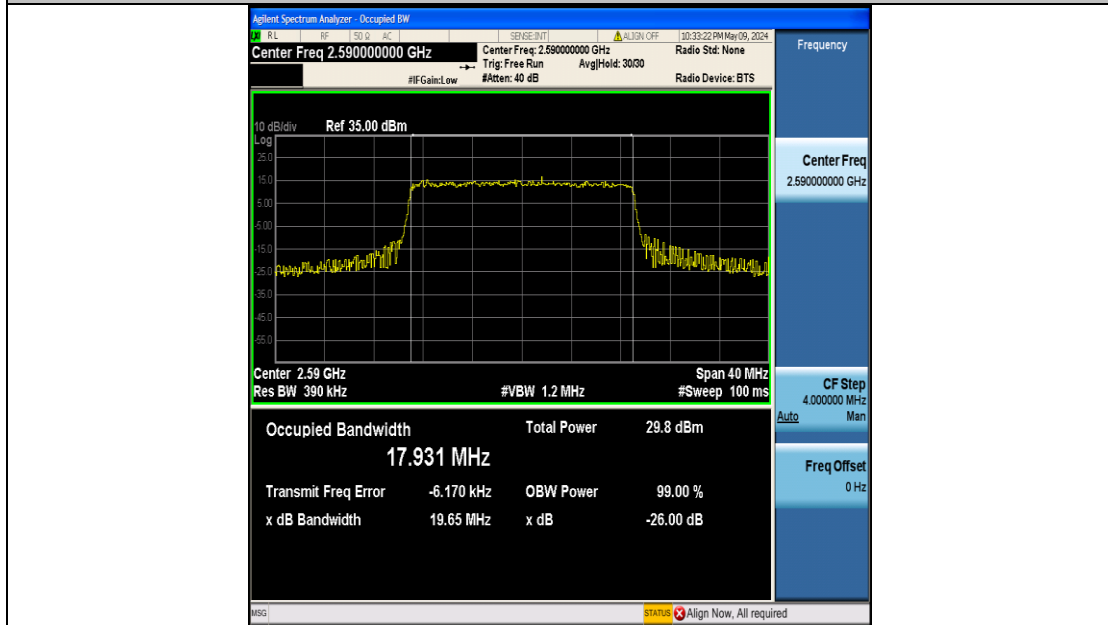 Agilent Spectrum Analyzer - Occupied BW
RL RF 50 Ω AC SENSE:INT ALIGN OFF 10:33:22 PM May 09, 2024
Center Freq 2.590000000 GHz
Center Freq: 2.590000000 GHz
Radio Std: None
Trig: Free Run Avg|Hold: 30/30
#IFGain:Low
#Atten: 40 dB
Radio Device: BTS
10 dB/div Ref 35.00 dBm
Log
25.0
15.0
5.00
-5.00
-15.0
-25.0
-35.0
-45.0
-55.0
Center 2.59 GHz
Span 40 MHz
Res BW 390 kHz
#VBW 1.2 MHz
#Sweep 100 ms
Occupied Bandwidth
Total Power 29.8 dBm
17.931 MHz
Transmit Freq Error -6.170 kHz
OBW Power 99.00 %
x dB Bandwidth 19.65 MHz
x dB -26.00 dB
MSG
STATUS Align Now, All required
Frequency
Center Freq
2.590000000 GHz
CF Step
4.000000 MHz
Auto Man
Freq Offset
0 Hz